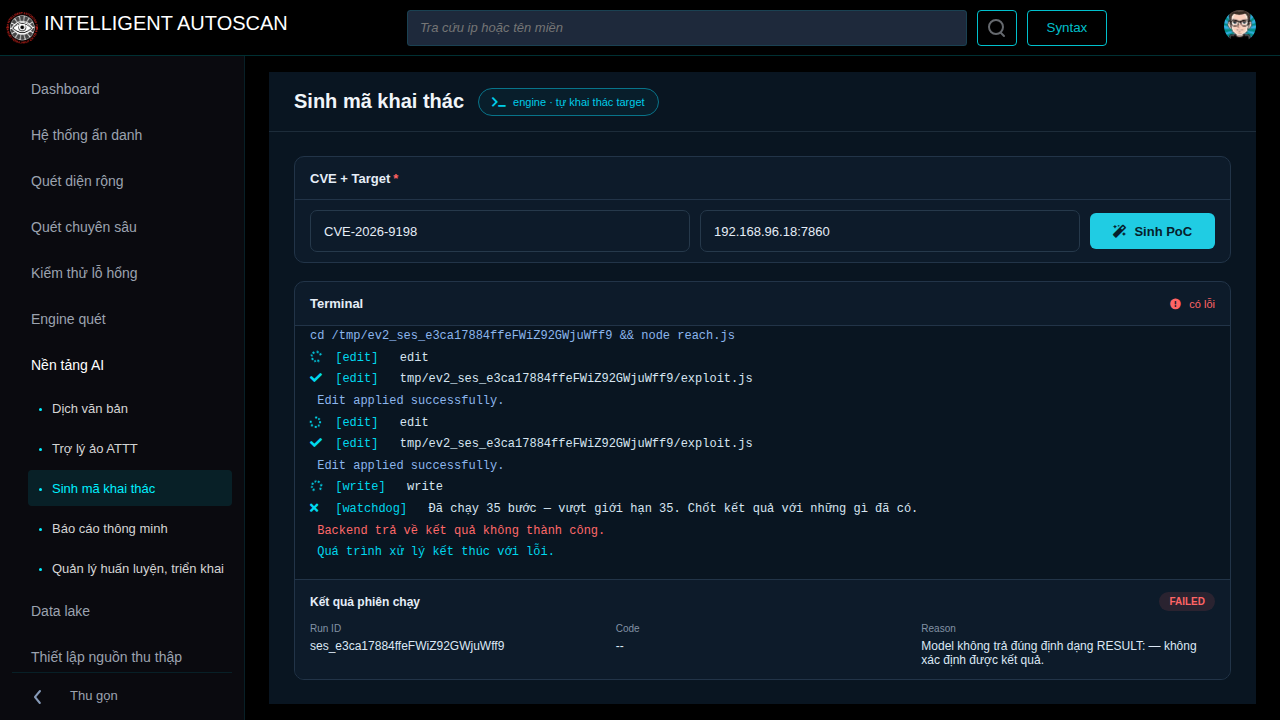 INTELLIGENT AUTOSCAN
Tra cứu ip hoặc tên miền
Syntax
Dashboard
Hệ thống ẩn danh
Quét diện rộng
Quét chuyên sâu
Kiểm thử lỗ hổng
Engine quét
Nền tảng AI
Dịch văn bản
Trợ lý ảo ATTT
Sinh mã khai thác
Báo cáo thông minh
Quản lý huấn luyện, triển khai
Data lake
Thiết lập nguồn thu thập
Thu gọn
Sinh mã khai thác
engine · tự khai thác target
CVE + Target *
CVE-2026-9198
192.168.96.18:7860
Sinh PoC
Terminal
có lỗi
cd /tmp/ev2_ses_e3ca17884ffeFWiZ92GWjuWff9 && node reach.js
[edit] edit
[edit] tmp/ev2_ses_e3ca17884ffeFWiZ92GWjuWff9/exploit.js
Edit applied successfully.
[edit] edit
[edit] tmp/ev2_ses_e3ca17884ffeFWiZ92GWjuWff9/exploit.js
Edit applied successfully.
[write] write
[watchdog] Đã chạy 35 bước — vượt giới hạn 35. Chốt kết quả với những gì đã có.
Backend trả về kết quả không thành công.
Quá trình xử lý kết thúc với lỗi.
Kết quả phiên chạy
FAILED
Run ID
ses_e3ca17884ffeFWiZ92GWjuWff9
Code
--
Reason
Model không trả đúng định dạng RESULT: — không
xác định được kết quả.